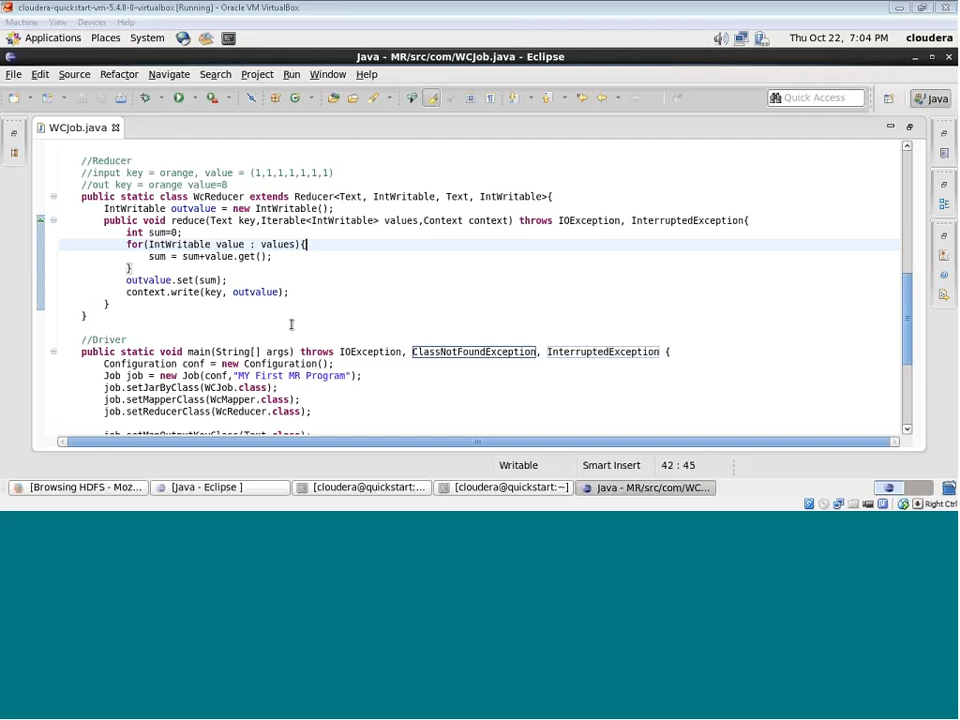 cloudera-quickstart-vm-5.4.0-0-virtualbox [Running] - Oracle VM VirtualBox
Machine View Devices Help
Applications Places System Thu Oct 22, 7:04 PM cloudera
Java - MR/src/com/WCJob.java - Eclipse
File Edit Source Refactor Navigate Search Project Run Window Help
Quick Access Java
WCJob.java
//Reducer
//input key = orange, value = (1,1,1,1,1,1,1)
//out key = orange value=8
public static class WcReducer extends Reducer<Text, IntWritable, Text, IntWritable>{
IntWritable outvalue = new IntWritable();
public void reduce(Text key,Iterable<IntWritable> values,Context context) throws IOException, InterruptedException{
int sum=0;
for(IntWritable value : values){
sum = sum+value.get();
}
outvalue.set(sum);
context.write(key, outvalue);
}
}
//Driver
public static void main(String[] args) throws IOException, ClassNotFoundException, InterruptedException {
Configuration conf = new Configuration();
Job job = new Job(conf,"MY First MR Program");
job.setJarByClass(WCJob.class);
job.setMapperClass(WcMapper.class);
job.setReducerClass(WcReducer.class);
job.setMapOutputKeyClass(Text.class);
Writable Smart Insert 42 : 45
[Browsing HDFS - Moz... [Java - Eclipse ] [cloudera@quickstart:... [cloudera@quickstart:~] Java - MR/src/com/WC...
Right Ctrl